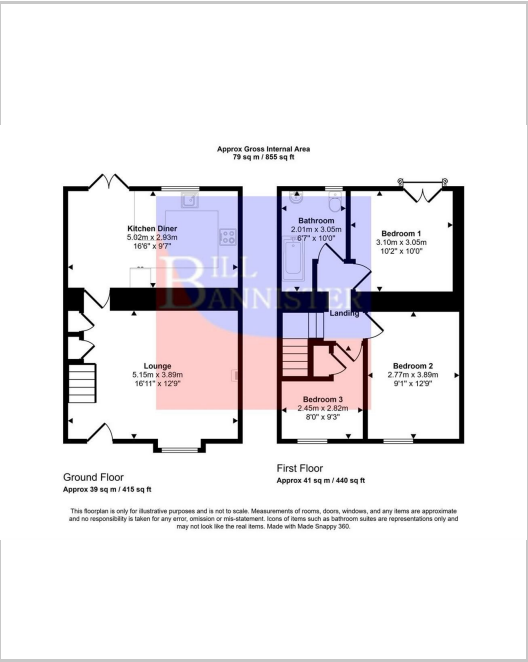 Approx Gross Internal Area
79 sq m / 855 sq ft
Kitchen Diner
5.02m x 2.93m
16'6" x 9'7"
Bathroom
2.01m x 3.05m
6'7" x 10'0"
Bedroom 1
3.10m x 3.05m
10'2" x 10'0"
BILL
BANNISTER
Landing
Lounge
5.15m x 3.89m
16'11" x 12'9"
Bedroom 2
2.77m x 3.89m
9'1" x 12'9"
Bedroom 3
2.45m x 2.82m
8'0" x 9'3"
Ground Floor
Approx 39 sq m / 415 sq ft
First Floor
Approx 41 sq m / 440 sq ft
This floorplan is only for illustrative purposes and is not to scale. Measurements of rooms, doors, windows, and any items are approximate
and no responsibility is taken for any error, omission or mis-statement. Icons of items such as bathroom suites are representations only and
may not look like the real items. Made with Made Snappy 360.